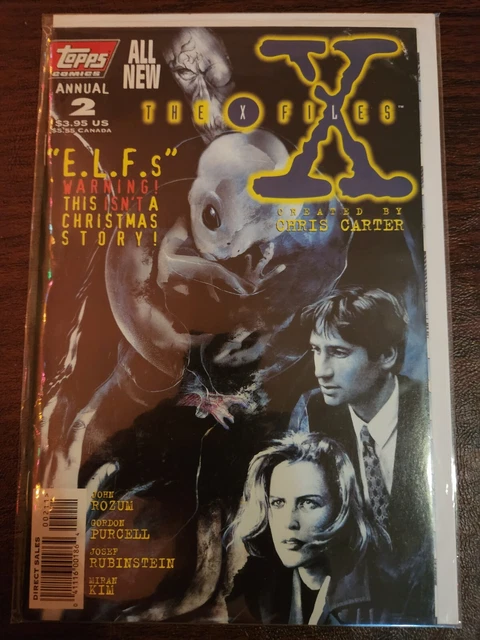 Topps
COMICS
ANNUAL
2
$3.95 US
$5.55 CANADA
ALL
NEW
THE X FILES™
X
CREATED BY
CHRIS CARTER
"E.L.F.s"
WARNING!
THIS ISN'T A
CHRISTMAS
STORY!
JOHN
ROZUM
GORDON
PURCELL
JOSEF
RUBINSTEIN
MIRAN
KIM
DIRECT SALES